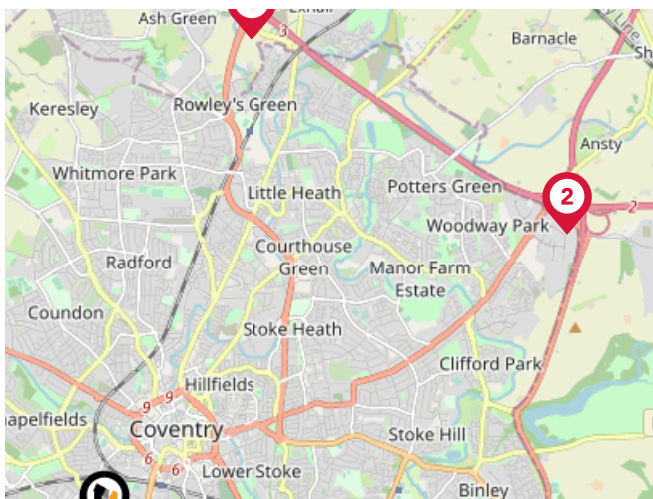 Ash Green
3
Barnacle
Keresley
Rowley's Green
Ansty
Whitmore Park
Little Heath
Potters Green
2
2
Woodway Park
Courthouse
Green
Radford
Manor Farm
Estate
Coundon
Stoke Heath
Clifford Park
Hillfields
9
9
Coventry
Stoke Hill
6
6
Lower Stoke
Binley